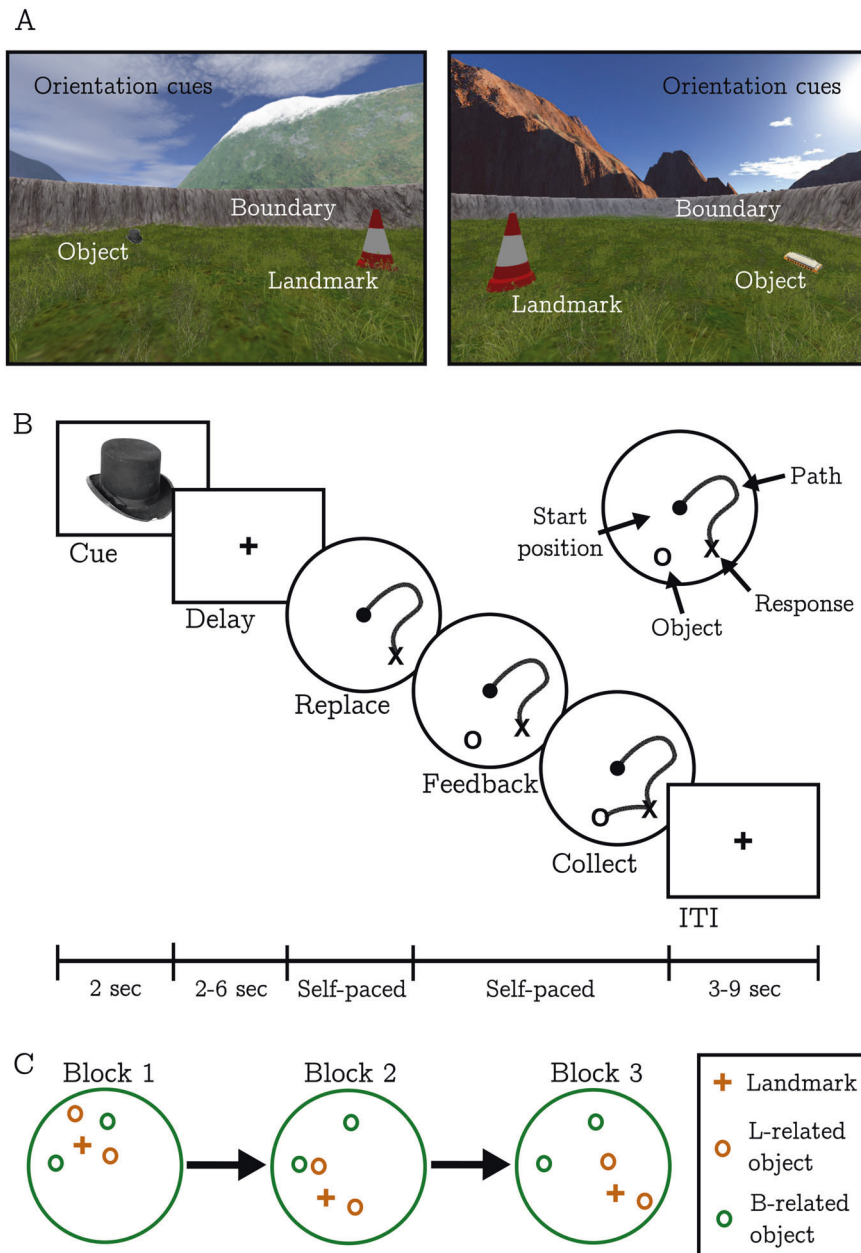 A
Orientation cues
Boundary
Object
Landmark
Orientation cues
Boundary
Object
Landmark
B
Cue
Delay
Replace
Feedback
Collect
ITI
Start
position
Path
Response
Object
X
O
X
O
X
O
X
2 sec
2-6 sec
Self-paced
Self-paced
3-9 sec
C
Block 1
Block 2
Block 3
Landmark
L-related
object
B-related
object